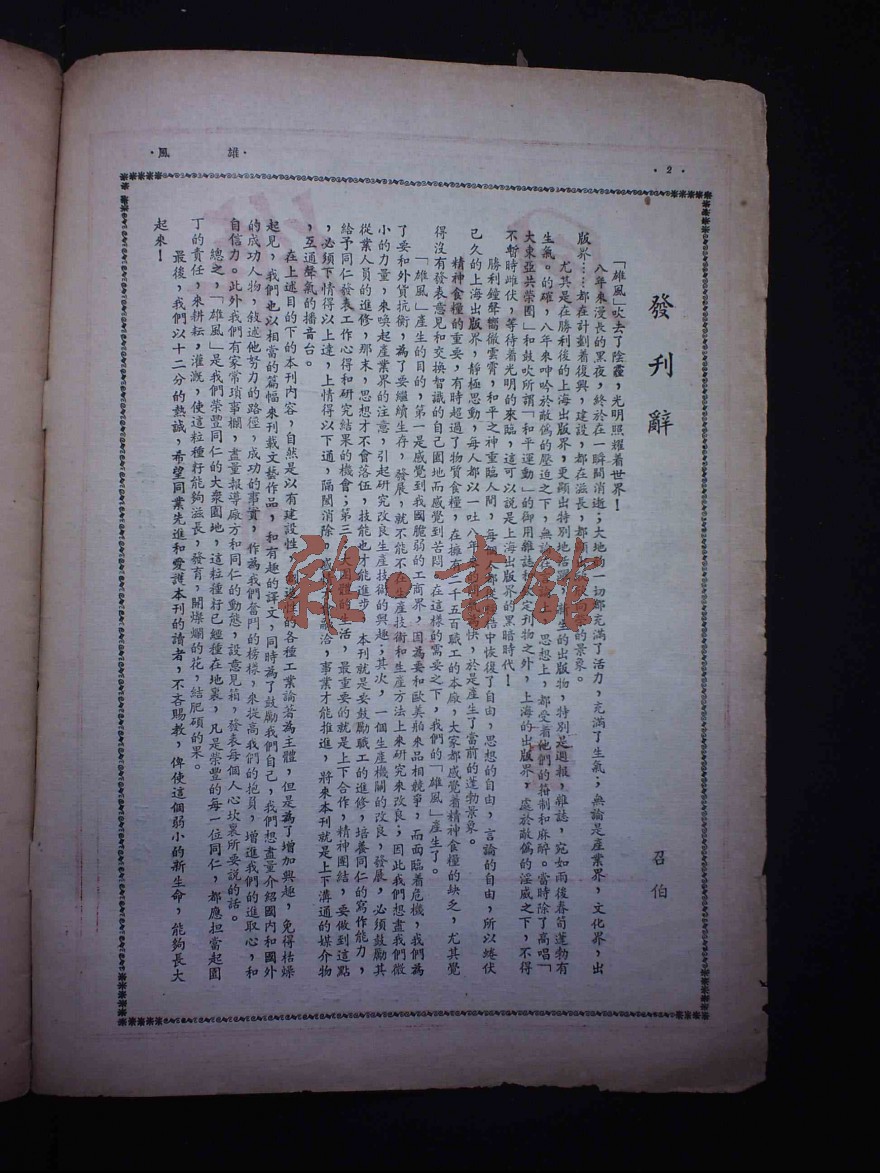 ·2·
·雄風·
發刊辭
召伯
「雄風」吹去了陰霾，光明照耀着世界！
八年來漫長的黑夜，終於在一瞬間消逝；大地的一切都充滿了活力，充滿了生氣；無論是產業界，文化界，出
版界……都在計劃着復興，建設，都在滋長，都 的景象。
尤其是在勝利後的上海出版界，更顯出特別地活躍， 生的出版物，特別是週報，雜誌，宛如雨後春筍蓬勃有
生氣。的確，八年來呻吟於敵偽的壓迫之下，無論 上，思想上，都受着他們的箝制和麻醉。當時除了高唱「
大東亞共榮圈」和鼓吹所謂「和平運動」的御用雜誌 定刊物之外，上海的出版界，處於敵偽的淫威之下，不得
不暫時雌伏，等待着光明的來臨，這可以說是上海出版界的黑暗時代！
勝利鐘聲響徹雲霄，和平之神重臨人間，每個 都從 桔中恢復了自由，思想的自由，言論的自由，所以蜷伏
已久的上海出版界，靜極思動，每人都以一吐八年來的 為快，於是產生了當前的蓬勃景象。
精神食糧的重要，有時超過了物質食糧，在擁有一千五百職工的本廠，大家都感覺着精神食糧的缺乏，尤其覺
得沒有發表意見和交換智識的自己園地而感覺到苦悶 在這樣的需要之下，我們的「雄風」產生了。
「雄風」產生的目的，第一是感覺到我國脆弱的工商界，因為要和歐美舶來品相競爭，而面臨着危機，我們為
了要和外貨抗衡，為了要繼續生存，發展，就不能不在生產技術和生產方法上來研究來改良；因此我們想盡我們微
小的力量，來喚起產業界的注意，引起研究改良生產技術的興趣；其次，一個生產機關的改良，發展，必須鼓勵其
從業人員的進修，那末，思想才不會落伍，技能也才能進步，本刊就是要鼓勵職工的進修，培養同仁的寫作能力，
給予同仁發表工作心得和研究結果的機會；第三， 大團體的生活，最重要的就是上下合作，精神團結，要做到這點
，必須下情得以上達，上情得以下通，隔閡消除，感 融洽，事業才能推進，將來本刊就是上下溝通的媒介物
，互通聲氣的播音台。
在上述目的下的本刊內容，自然是以有建設性， 創造性的各種工業論著為主體，但是為了增加興趣，免得枯燥
起見，我們也以相當的篇幅來刊載文藝作品，和有趣的譯文，同時為了鼓勵我們自己，我們想盡量介紹國內和國外
的成功人物，敘述他努力的路徑，成功的事實，作為我們奮鬥的榜樣，來提高我們的抱負，增進我們的進取心，和
自信力。此外我們有家常瑣事欄，盡量報導廠方和同仁的動態，設意見箱，發表每個人心坎裏所要說的話。
總之，「雄風」是我們榮豐同仁的大衆園地，這粒種籽已經種在地裏，凡是榮豐的每一位同仁，都應担當起園
丁的責任，來耕耘，灌溉，使這粒種籽能夠滋長，發育，開燦爛的花，結肥碩的果。
最後，我們以十二分的熱誠，希望同業先進和愛護本刊的讀者，不吝賜教，俾使這個弱小的新生命，能夠長大
起來！